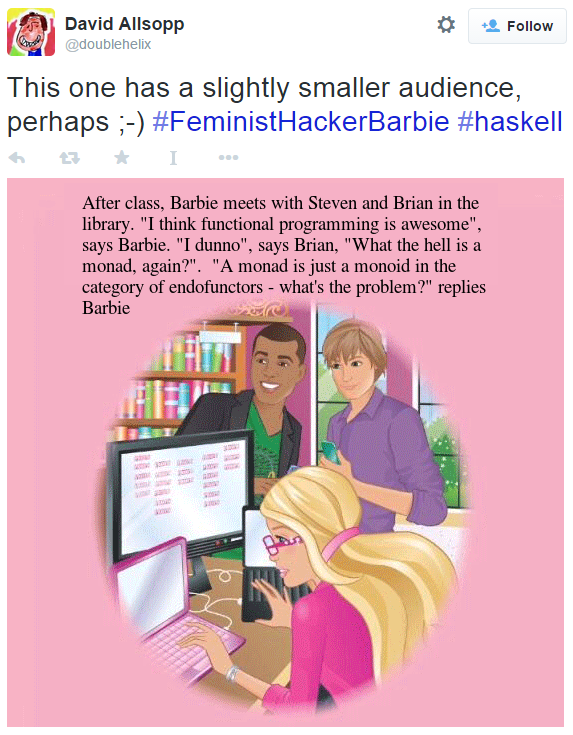 David Allsopp
@doublehelix
Follow
This one has a slightly smaller audience,
perhaps ;-) #FeministHackerBarbie #haskell
After class, Barbie meets with Steven and Brian in the
library. "I think functional programming is awesome",
says Barbie. "I dunno", says Brian, "What the hell is a
monad, again?".  "A monad is just a monoid in the
category of endofunctors - what's the problem?" replies
Barbie